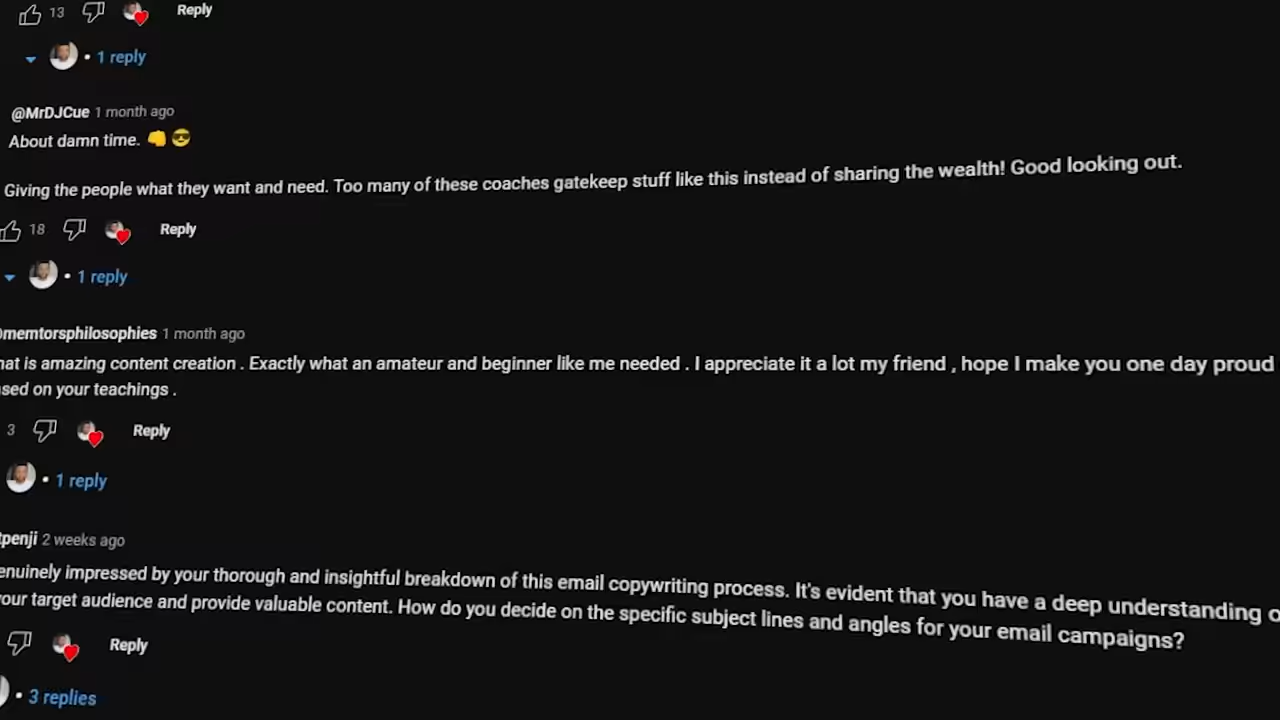 13 Reply
1 reply
@MrDJCue 1 month ago
About damn time. 👊 😎
Giving the people what they want and need. Too many of these coaches gatekeep stuff like this instead of sharing the wealth! Good looking out.
18 Reply
1 reply
memtorsphilosophies 1 month ago
hat is amazing content creation . Exactly what an amateur and beginner like me needed . I appreciate it a lot my friend , hope I make you one day proud
sed on your teachings .
3 Reply
1 reply
penji 2 weeks ago
enuinely impressed by your thorough and insightful breakdown of this email copywriting process. It's evident that you have a deep understanding
our target audience and provide valuable content. How do you decide on the specific subject lines and angles for your email campaigns?
Reply
3 replies